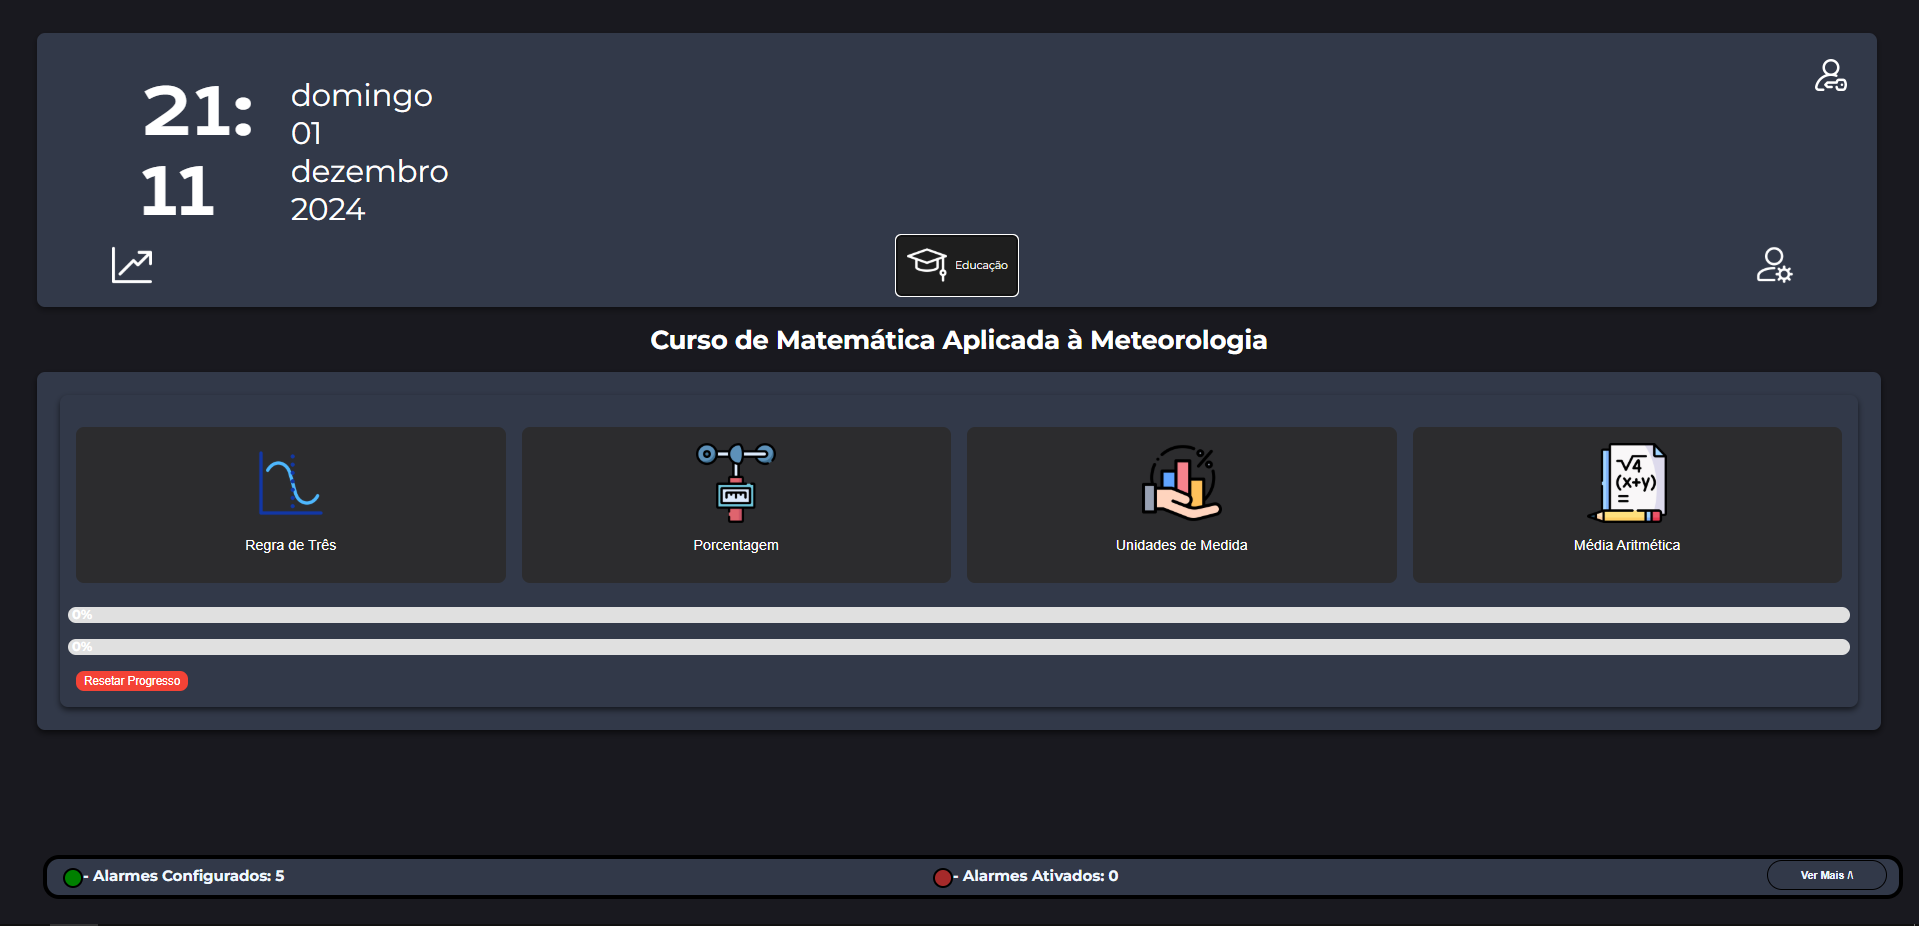 21:
11
domingo
01
dezembro
2024
Educação
Curso de Matemática Aplicada à Meteorologia
√4
(x+y)
=
%
Regra de Três
Porcentagem
Unidades de Medida
Média Aritmética
0%
0%
Resetar Progresso
- Alarmes Configurados: 5
- Alarmes Ativados: 0
Ver Mais /\